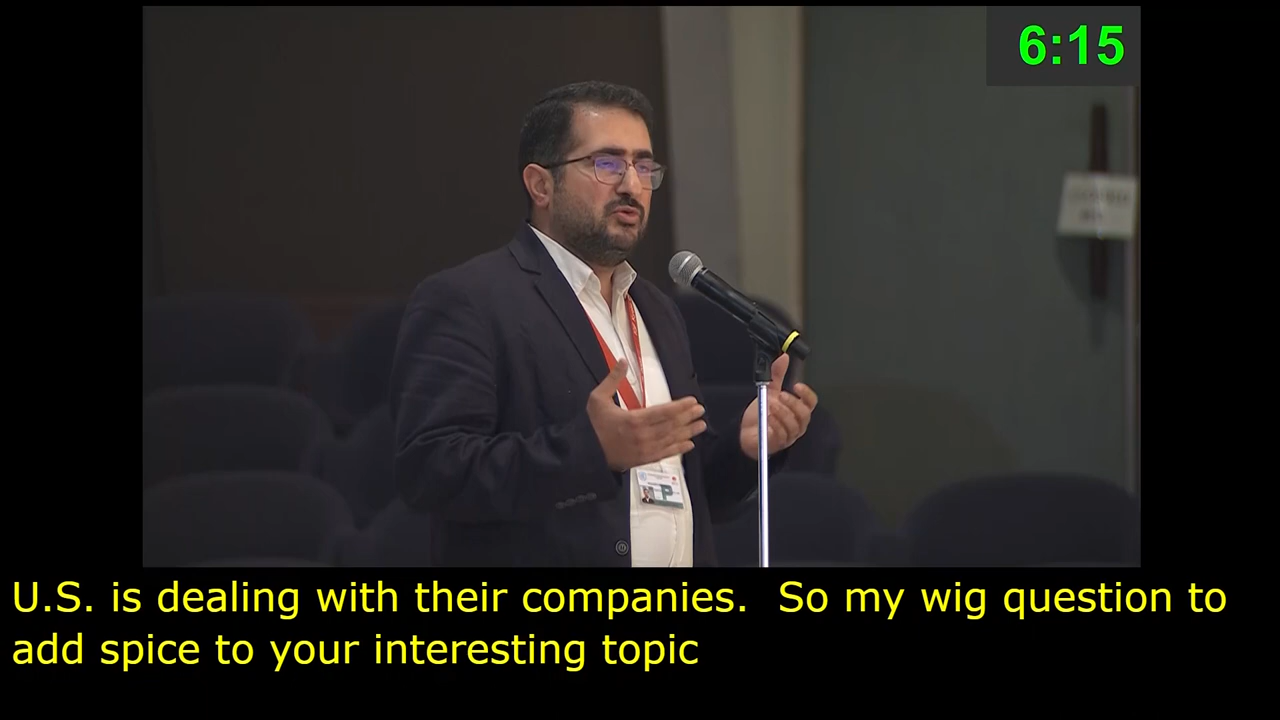 6:15
P
U.S. is dealing with their companies.  So my wig question to
add spice to your interesting topic